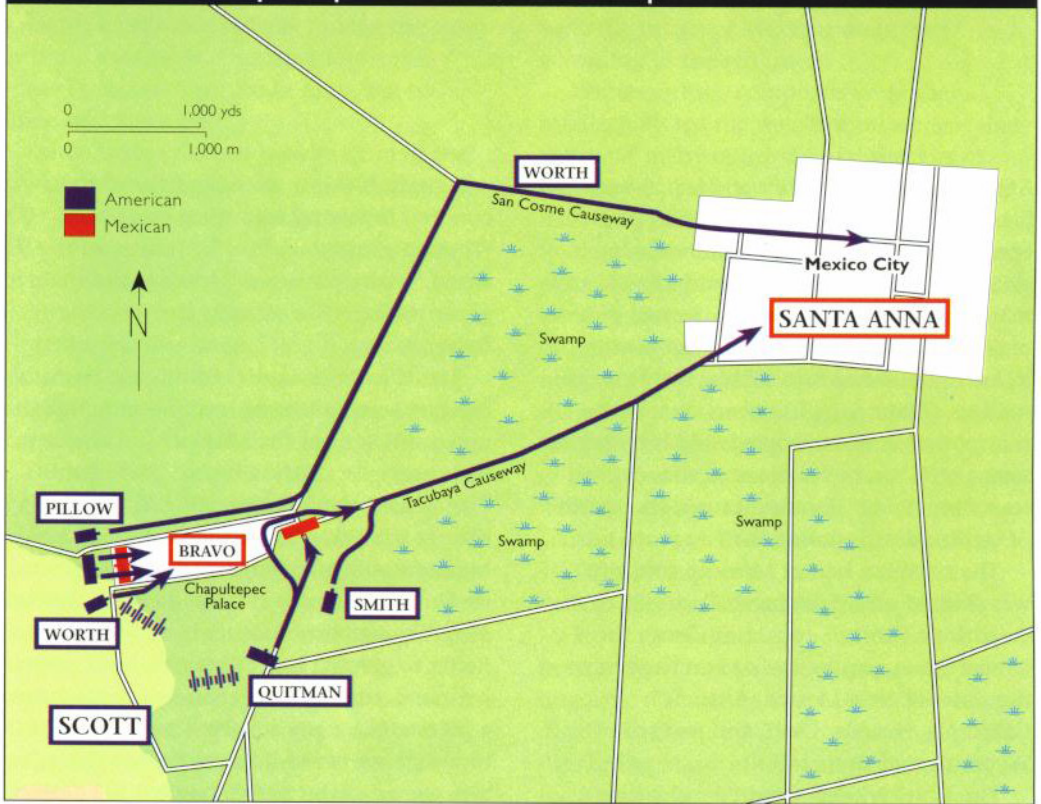 0 1,000 yds
0 1,000 m
American
Mexican
N
WORTH
San Cosme Causeway
Mexico City
SANTA ANNA
Swamp
Tacubaya Causeway
PILLOW
BRAVO
Swamp
Swamp
Chapultepec
Palace
SMITH
WORTH
QUITMAN
SCOTT